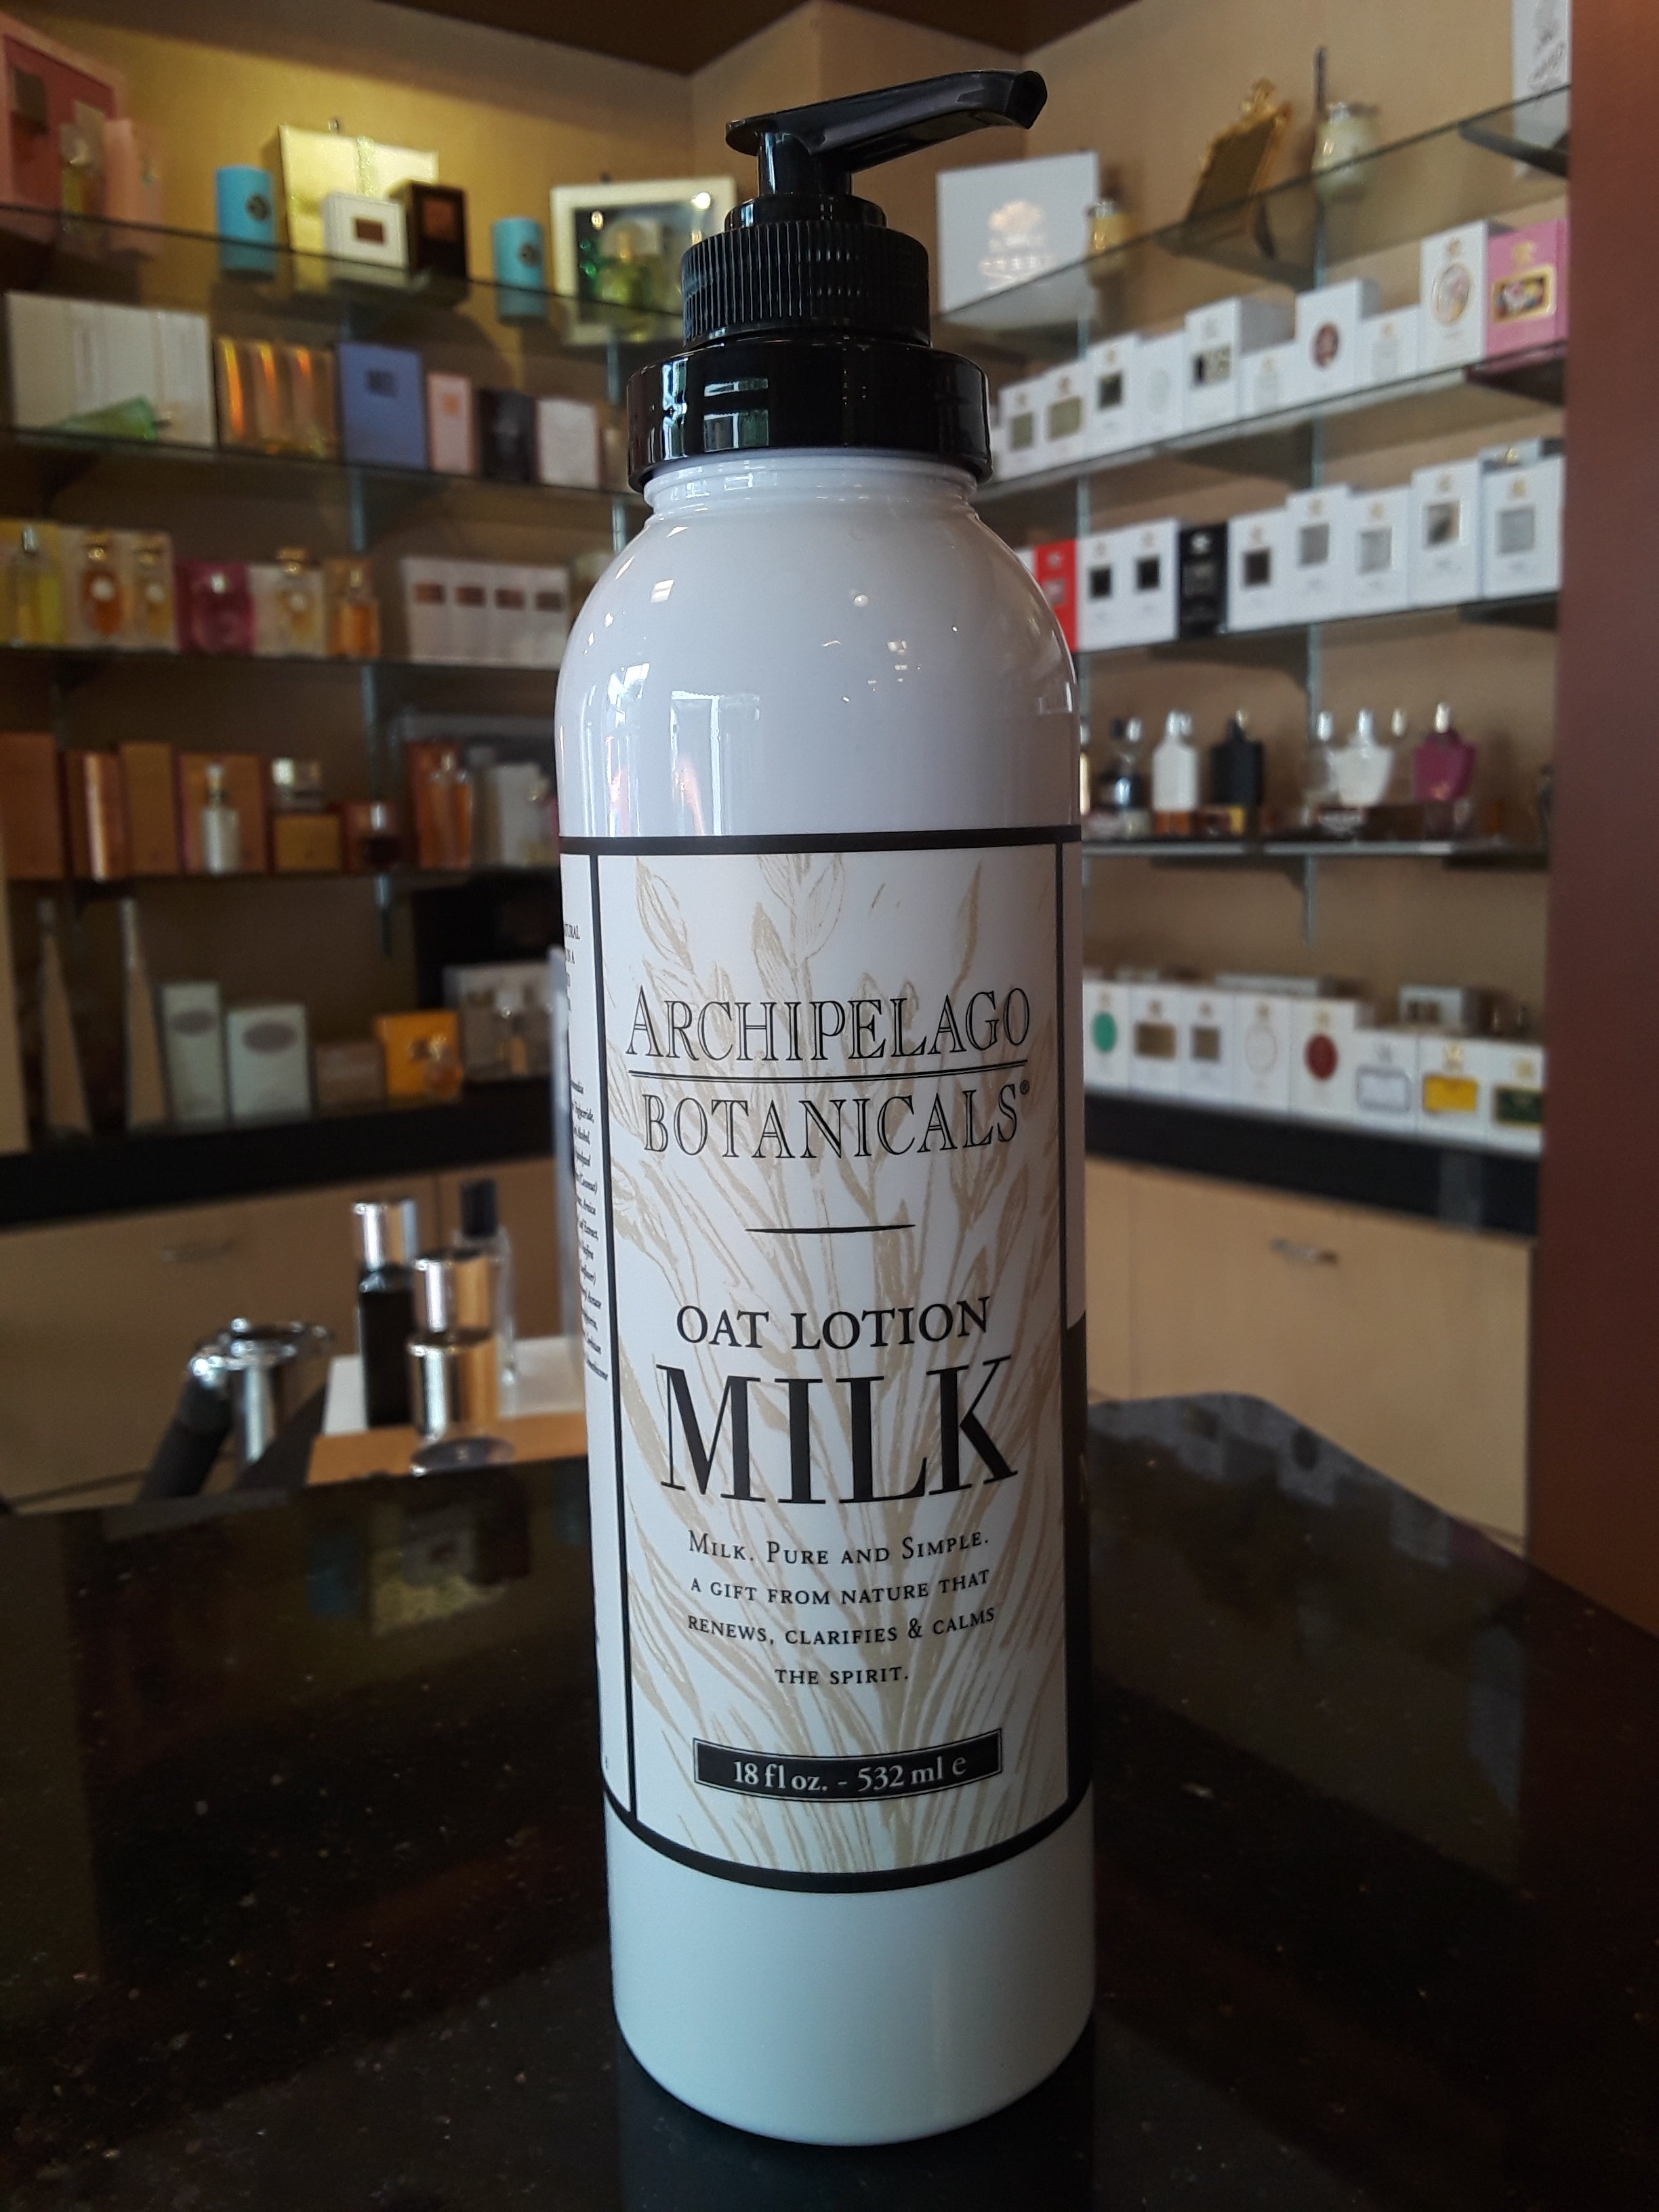 ARCHIPELAGO
BOTANICALS®
OAT LOTION
MILK
MILK. PURE AND SIMPLE.
A GIFT FROM NATURE THAT
RENEWS, CLARIFIES & CALMS
THE SPIRIT.
18 fl oz. - 532 ml e